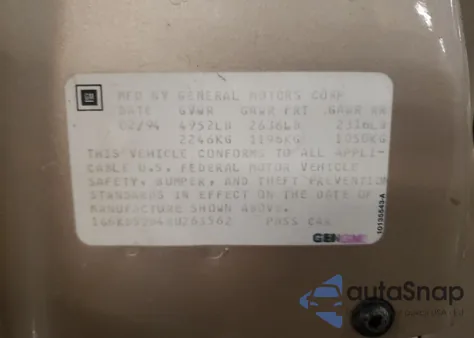 GM
MFD BY GENERAL MOTORS CORP
DATE GVWR GAWR FRT GAWR RR
02/94 4952LB 2636LB 2316LB
2246KG 1196KG 1050KG
THIS VEHICLE CONFORMS TO ALL APPLI-
CABLE U.S. FEDERAL MOTOR VEHICLE
SAFETY, BUMPER, AND THEFT PREVENTION
STANDARDS IN EFFECT ON THE DATE OF
MANUFACTURE SHOWN ABOVE.
PASS CAR
autaSnap